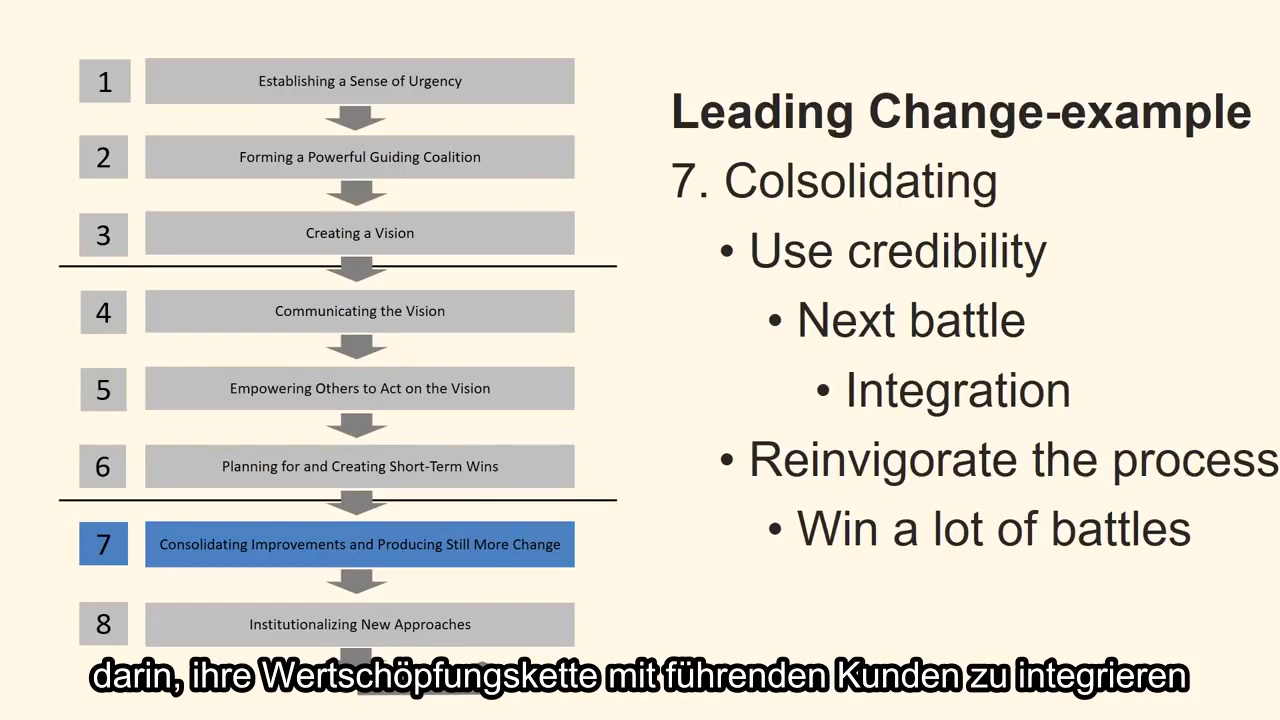 1
Establishing a Sense of Urgency
2
Forming a Powerful Guiding Coalition
3
Creating a Vision
4
Communicating the Vision
5
Empowering Others to Act on the Vision
6
Planning for and Creating Short-Term Wins
7
Consolidating Improvements and Producing Still More Change
8
Institutionalizing New Approaches
Leading Change-example
7. Colsolidating
• Use credibility
• Next battle
• Integration
• Reinvigorate the process
• Win a lot of battles
darin, ihre Wertschöpfungskette mit führenden Kunden zu integrieren